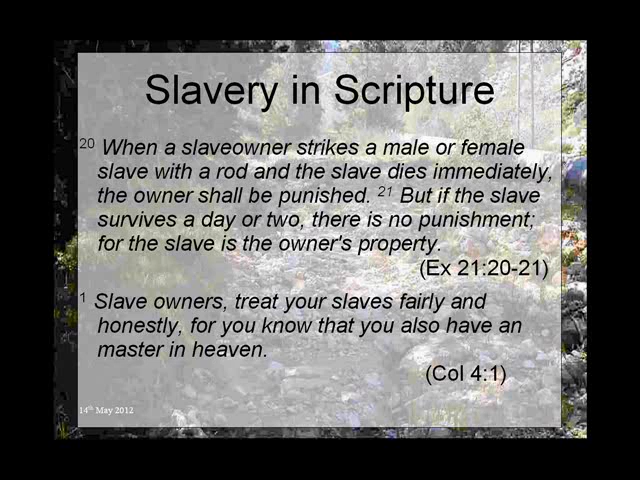 Slavery in Scripture
20 When a slaveowner strikes a male or female
slave with a rod and the slave dies immediately,
the owner shall be punished. 21 But if the slave
survives a day or two, there is no punishment;
for the slave is the owner's property.
(Ex 21:20-21)
1 Slave owners, treat your slaves fairly and
honestly, for you know that you also have an
master in heaven.
(Col 4:1)
14th May 2012